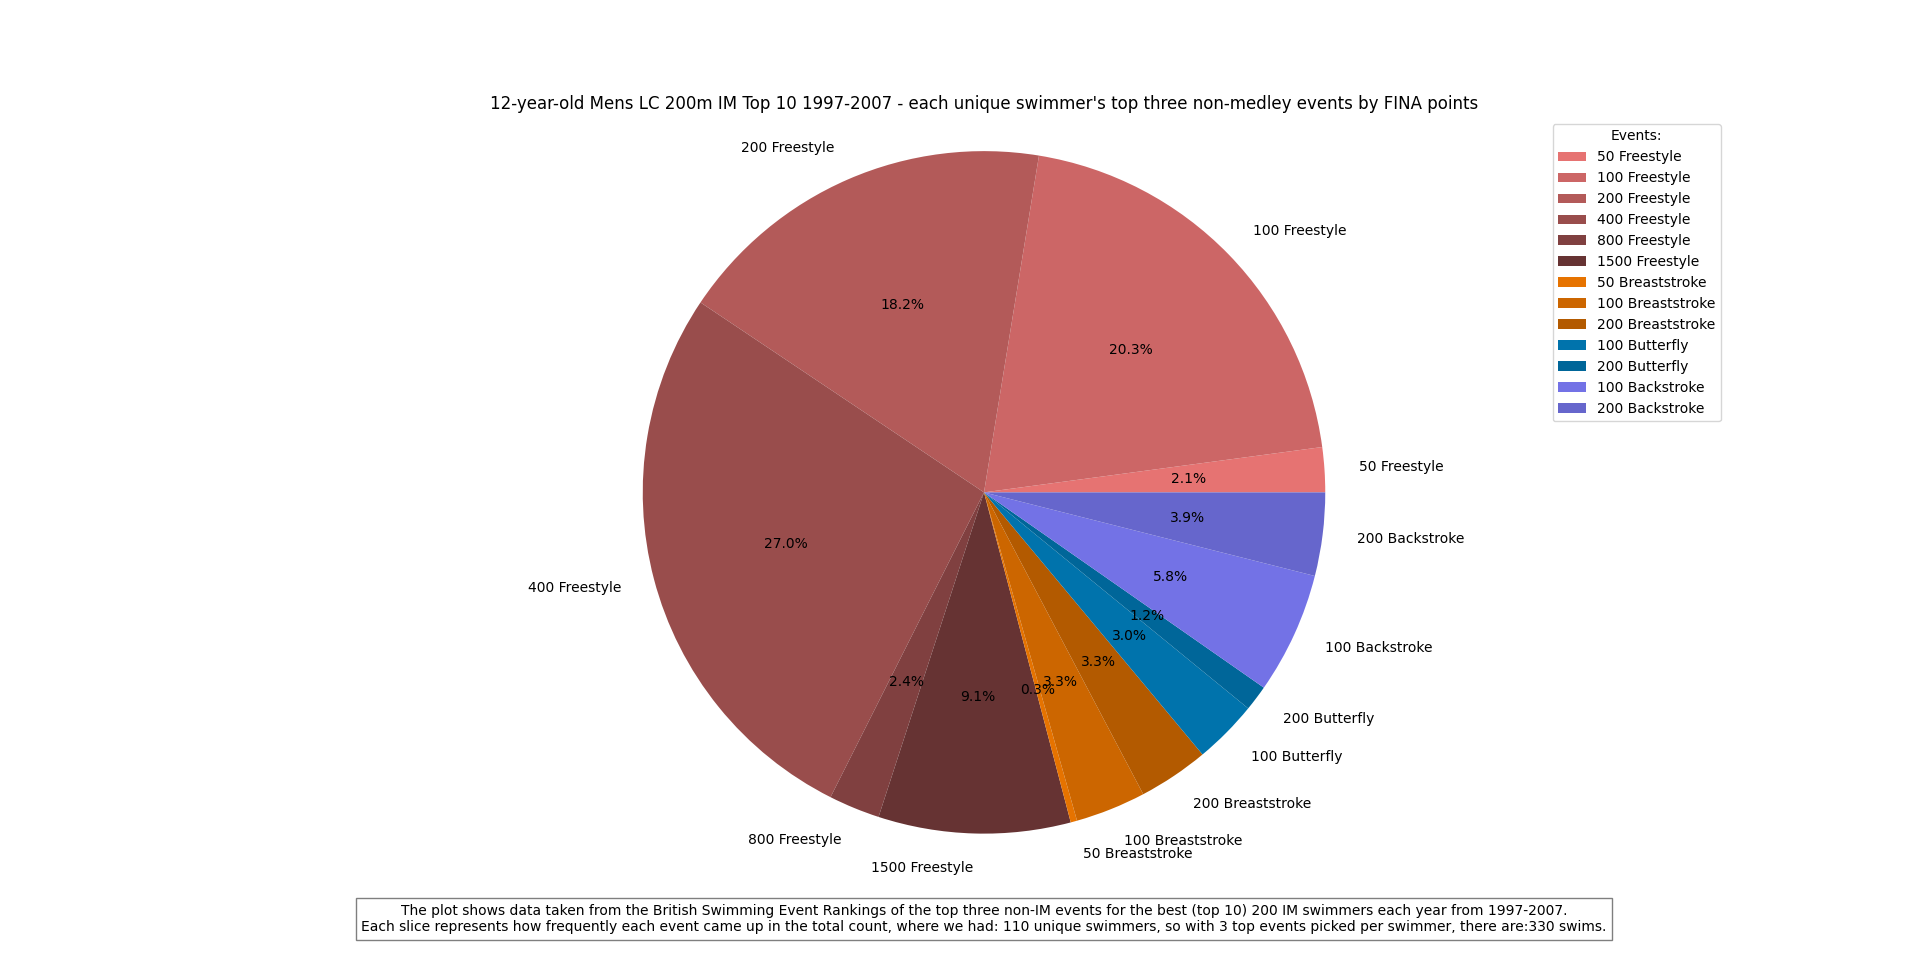 12-year-old Mens LC 200m IM Top 10 1997-2007 - each unique swimmer's top three non-medley events by FINA points
Events:
50 Freestyle
100 Freestyle
200 Freestyle
400 Freestyle
800 Freestyle
1500 Freestyle
50 Breaststroke
100 Breaststroke
200 Breaststroke
100 Butterfly
200 Butterfly
100 Backstroke
200 Backstroke
200 Freestyle
18.2%
100 Freestyle
20.3%
50 Freestyle
2.1%
400 Freestyle
27.0%
800 Freestyle
2.4%
1500 Freestyle
9.1%
50 Breaststroke
0.3%
100 Breaststroke
3.3%
200 Breaststroke
3.3%
100 Butterfly
3.0%
200 Butterfly
1.2%
100 Backstroke
5.8%
200 Backstroke
3.9%
The plot shows data taken from the British Swimming Event Rankings of the top three non-IM events for the best (top 10) 200 IM swimmers each year from 1997-2007.
Each slice represents how frequently each event came up in the total count, where we had: 110 unique swimmers, so with 3 top events picked per swimmer, there are:330 swims.